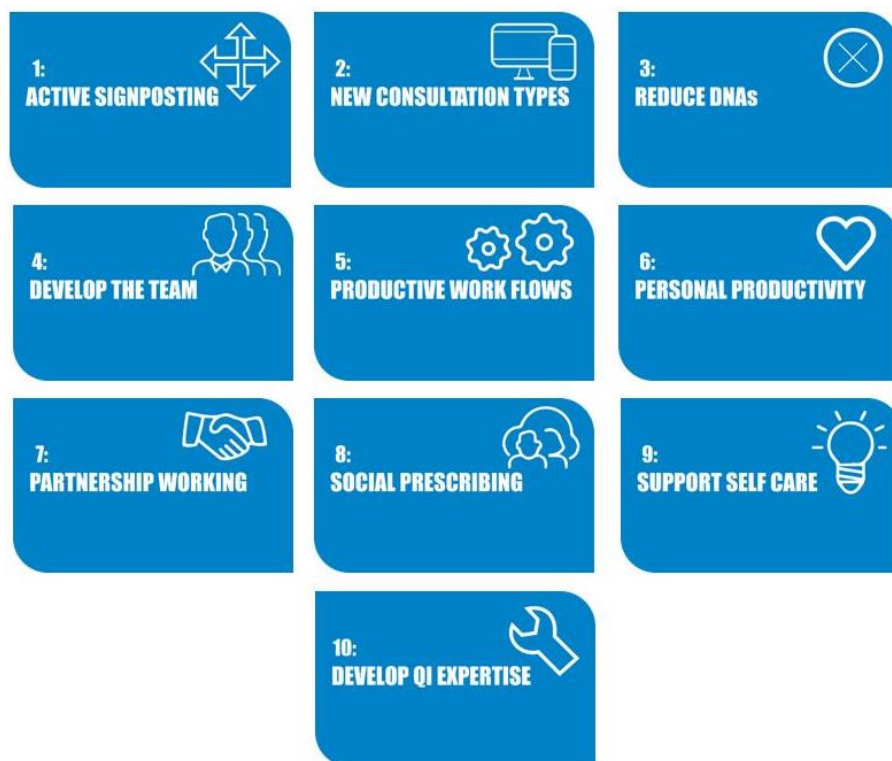 1:
ACTIVE SIGNPOSTING
2:
NEW CONSULTATION TYPES
3:
REDUCE DNAs
4:
DEVELOP THE TEAM
5:
PRODUCTIVE WORK FLOWS
6:
PERSONAL PRODUCTIVITY
7:
PARTNERSHIP WORKING
8:
SOCIAL PRESCRIBING
9:
SUPPORT SELF CARE
10:
DEVELOP QI EXPERTISE